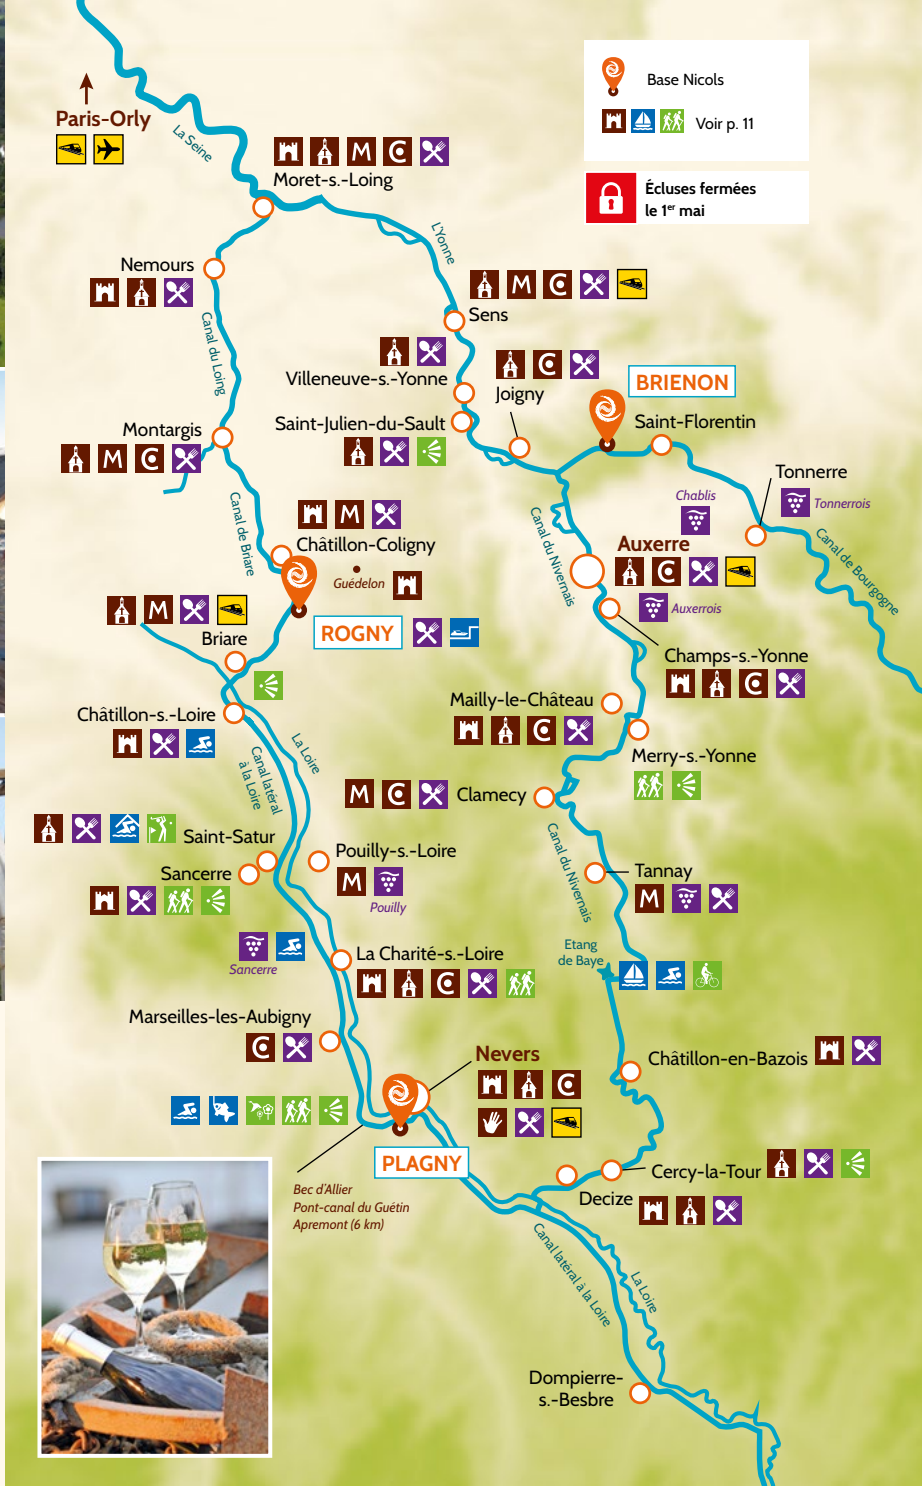 Base Nicols
Voir p. 11
Écluses fermées
le 1er mai
Paris-Orly
La Seine
M
Moret-s.-Loing
L'Yonne
Nemours
Canal du Loing
M
Sens
Villeneuve-s.-Yonne
Joigny
BRIENON
Saint-Julien-du-Sault
Saint-Florentin
Montargis
M
Tonnerre
Chablis
Tonnerrois
Canal de Briare
M
Châtillon-Coligny
Guédelon
Canal du Nivernais
Auxerre
Canal de Bourgogne
Auxerrois
M
Briare
ROGNY
Champs-s.-Yonne
Châtillon-s.-Loire
Mailly-le-Château
La Loire
Canal latéral
à la Loire
Merry-s.-Yonne
M
Clamecy
Saint-Satur
Sancerre
Pouilly-s.-Loire
M
Pouilly
Canal du Nivernais
Tannay
M
Sancerre
La Charité-s.-Loire
Etang
de Baye
Marseilles-les-Aubigny
Nevers
Châtillon-en-Bazois
PLAGNY
Bec d'Allier
Pont-canal du Guétin
Apremont (6 km)
Cercy-la-Tour
Decize
Canal latéral à la Loire
La Loire
Dompierre-
s.-Besbre